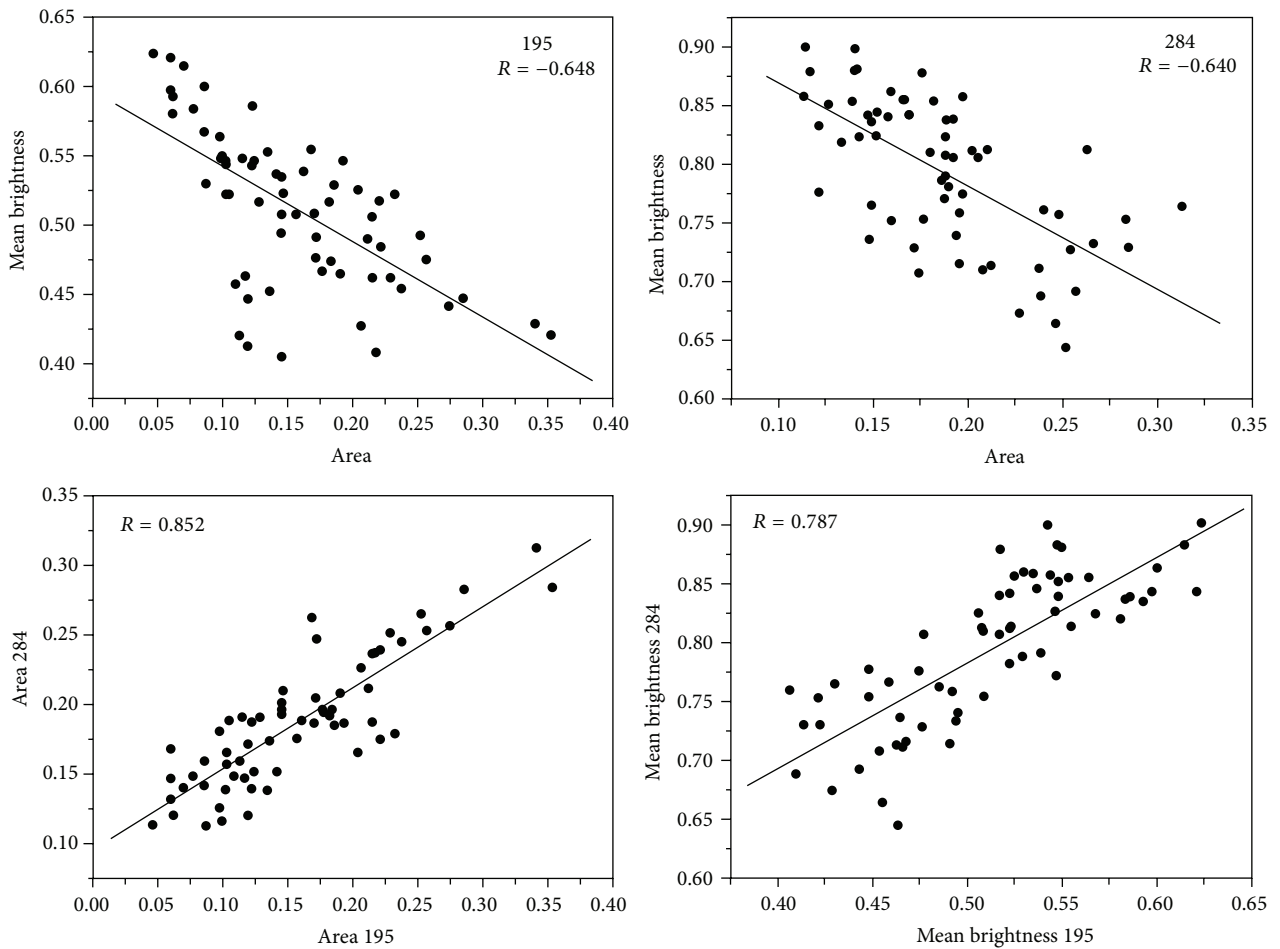 0.65
0.60
0.55
0.50
0.45
0.40
Mean brightness
195
R = −0.648
0.00 0.05 0.10 0.15 0.20 0.25 0.30 0.35 0.40
Area
0.90
0.85
0.80
0.75
0.70
0.65
0.60
Mean brightness
284
R = −0.640
0.10 0.15 0.20 0.25 0.30 0.35
Area
0.35
0.30
0.25
0.20
0.15
0.10
Area 284
R = 0.852
0.00 0.05 0.10 0.15 0.20 0.25 0.30 0.35 0.40
Area 195
0.90
0.85
0.80
0.75
0.70
0.65
0.60
Mean brightness 284
R = 0.787
0.40 0.45 0.50 0.55 0.60 0.65
Mean brightness 195